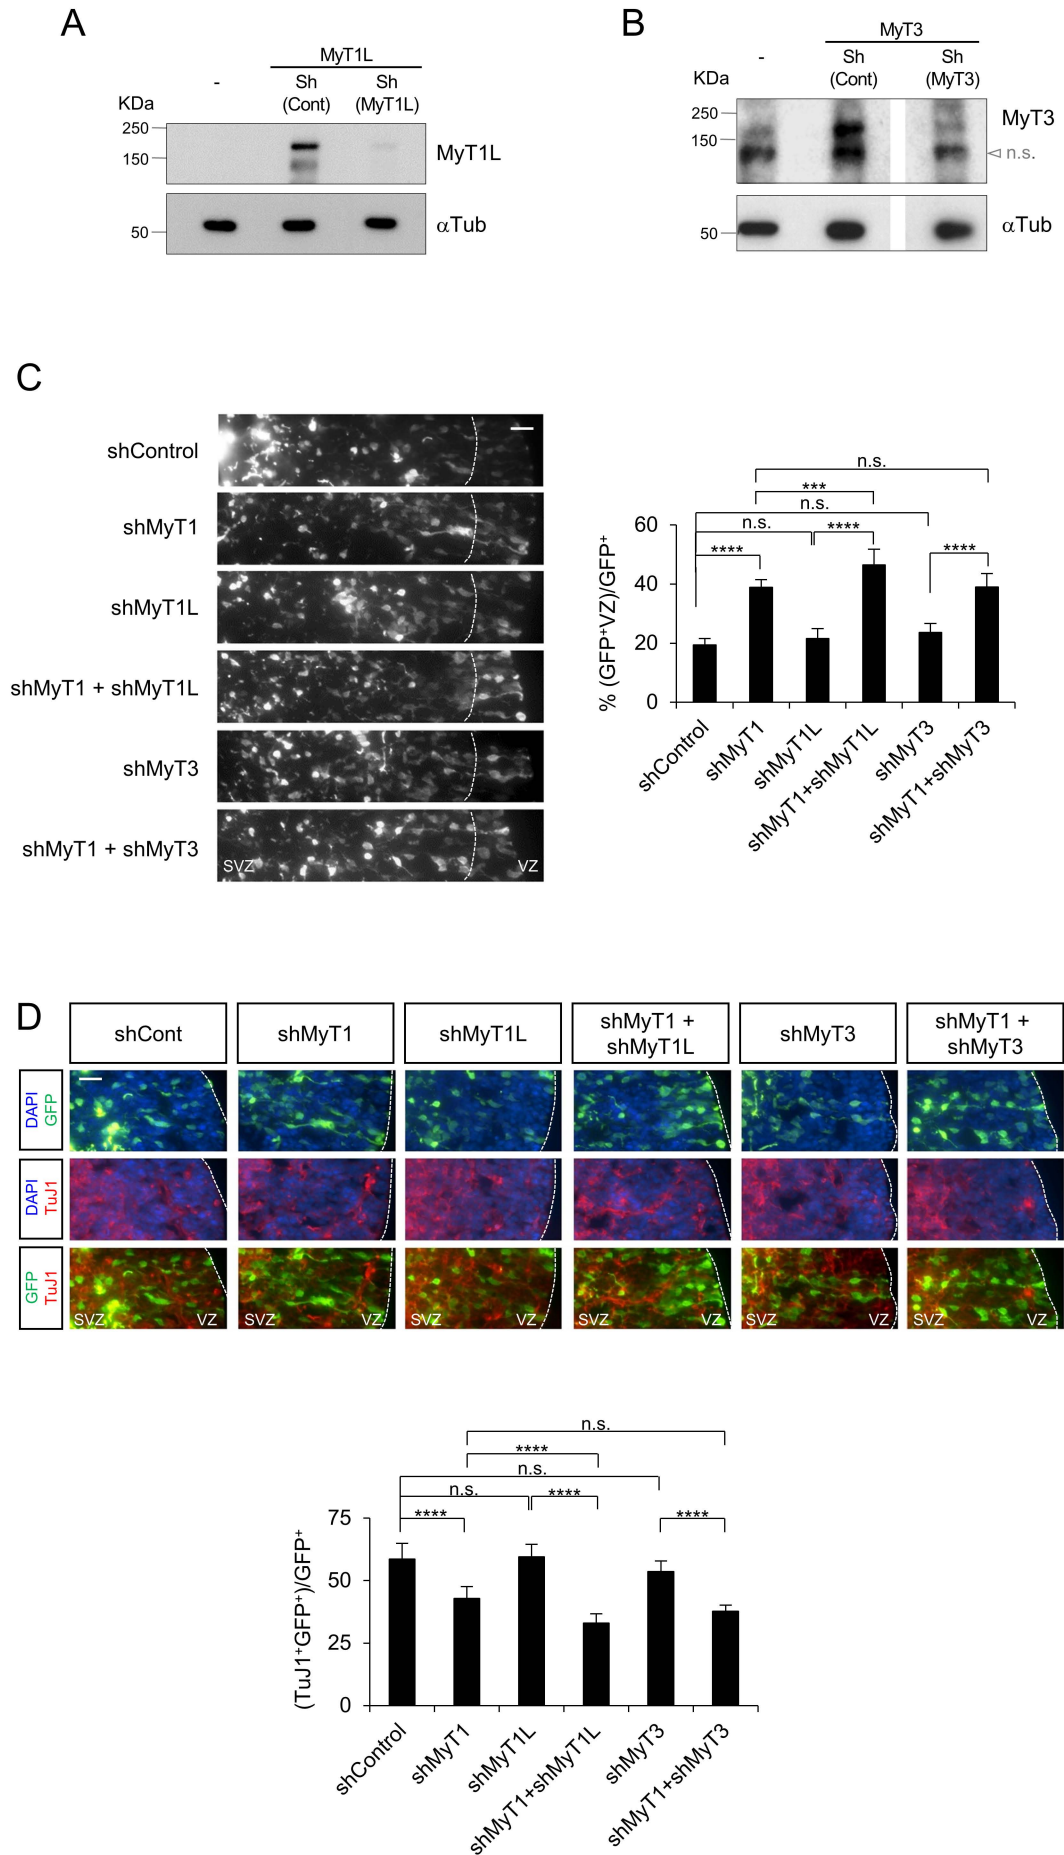 A
MyT1L
-
Sh
(Cont)
Sh
(MyT1L)
KDa
250
150
MyT1L
50
αTub
B
MyT3
-
Sh
(Cont)
Sh
(MyT3)
KDa
250
150
MyT3
n.s.
50
αTub
C
shControl
shMyT1
shMyT1L
shMyT1 + shMyT1L
shMyT3
shMyT1 + shMyT3
SVZ
VZ
n.s.
***
n.s.
n.s.
****
****
****
60
40
20
0
% (GFP⁺VZ)/GFP⁺
shControl
shMyT1
shMyT1L
shMyT1+shMyT1L
shMyT3
shMyT1+shMyT3
D
shCont
shMyT1
shMyT1L
shMyT1 +
shMyT1L
shMyT3
shMyT1 +
shMyT3
DAPI
GFP
DAPI
TuJ1
GFP
TuJ1
SVZ VZ
SVZ VZ
SVZ VZ
SVZ VZ
SVZ VZ
SVZ VZ
n.s.
****
n.s.
n.s.
****
****
****
75
50
25
0
(TuJ1⁺GFP⁺)/GFP⁺
shControl
shMyT1
shMyT1L
shMyT1+shMyT1L
shMyT3
shMyT1+shMyT3